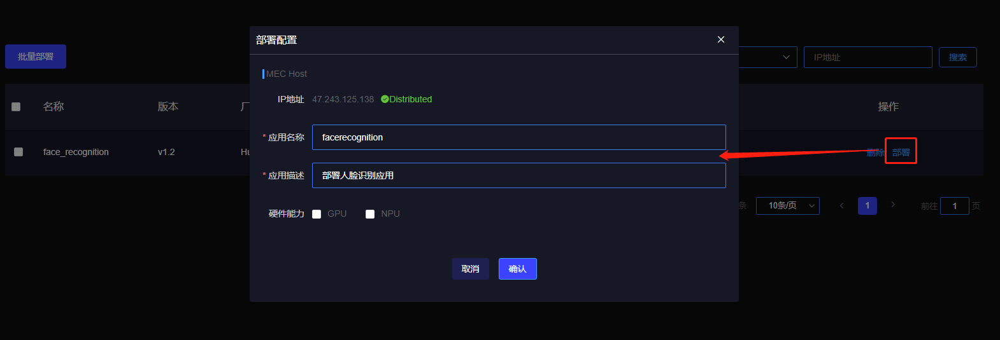 部署配置
批量部署
IP地址
搜索
MEC Host
IP地址 47.243.125.138 Distributed
名称 版本 厂 操作
* 应用名称 facerecognition
face_recognition v1.2 Hu 删除 部署
* 应用描述 部署人脸识别应用
条 10条/页 1 前往 1 页
硬件能力 GPU NPU
取消 确认